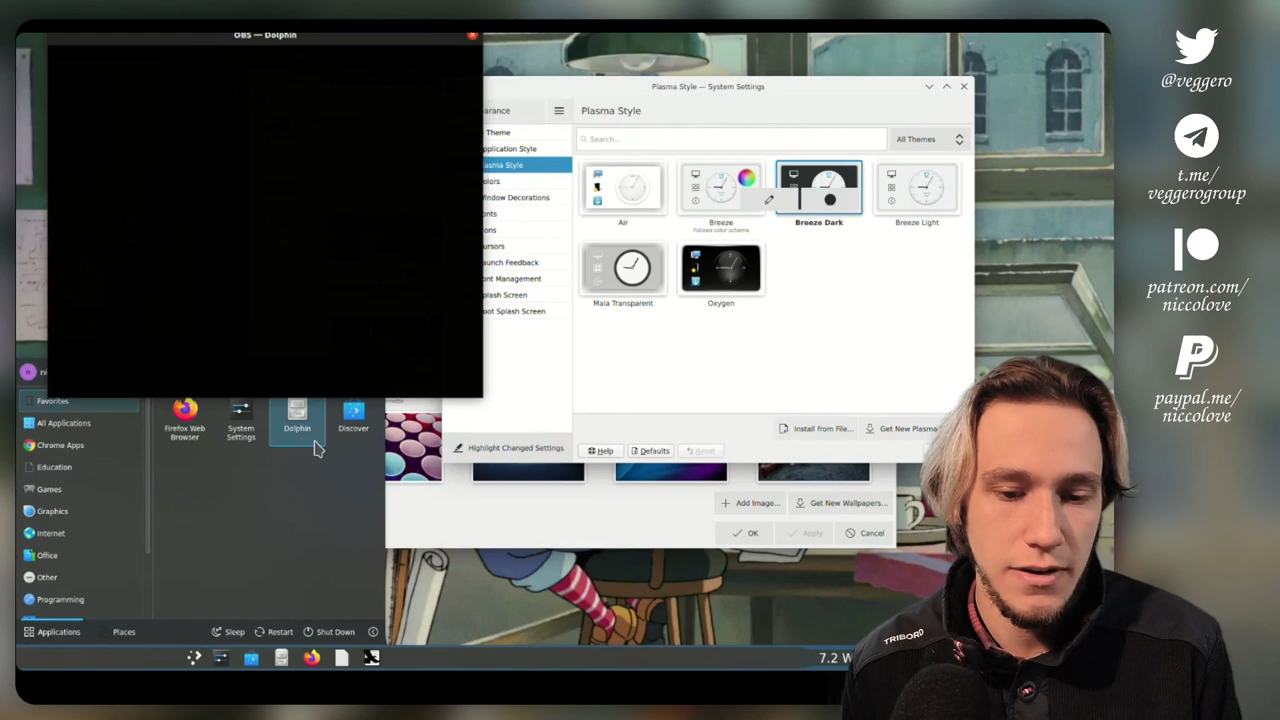 OBS — Dolphin
Plasma Style — System Settings
arance
Plasma Style
Search...
All Themes
Theme
pplication Style
asma Style
olors
indow Decorations
onts
ons
ursors
aunch Feedback
ont Management
plash Screen
oot Splash Screen
Air
Breeze
Follows color scheme
Breeze Dark
Breeze Light
Maia Transparent
Oxygen
Install from File...
Get New Plasma
Highlight Changed Settings
Help
Defaults
Reset
Add Image...
Get New Wallpapers...
OK
Apply
Cancel
Favorites
All Applications
Chrome Apps
Education
Games
Graphics
Internet
Office
Other
Programming
Firefox Web
Browser
System
Settings
Dolphin
Discover
Applications
Places
Sleep
Restart
Shut Down
7.2 W
@veggero
t.me/
veggerogroup
patreon.com/
niccolove
paypal.me/
niccolove
TRIBORD